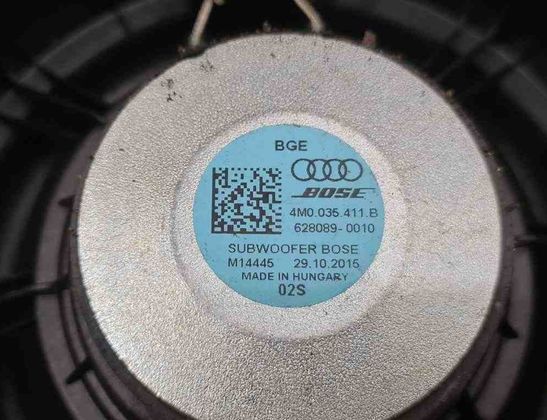 BGE
BOSE
4M0.035.411.B
628089-0010
SUBWOOFER BOSE
M14445 29.10.2015
MADE IN HUNGARY
02S